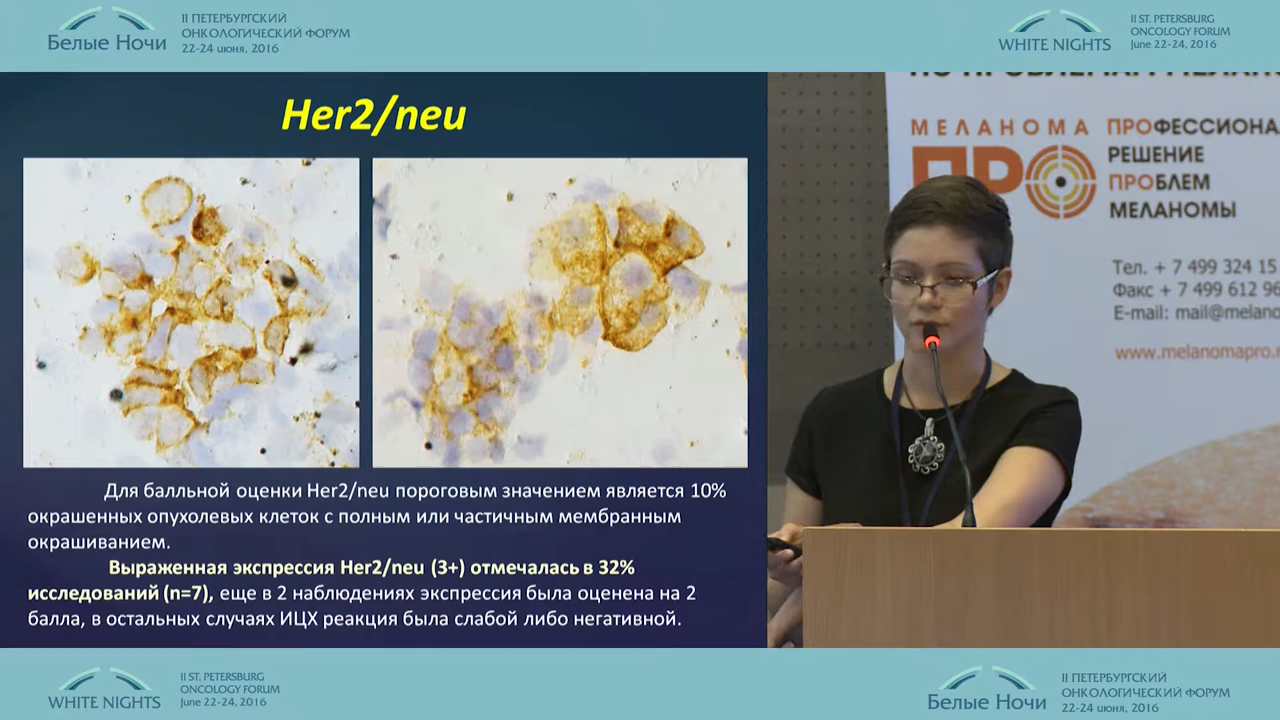 Белые Ночи
II ПЕТЕРБУРГСКИЙ
ОНКОЛОГИЧЕСКИЙ ФОРУМ
22-24 июня, 2016
WHITE NIGHTS
II ST. PETERSBURG
ONCOLOGY FORUM
June 22-24, 2016
Her2/neu
Для балльной оценки Her2/neu пороговым значением является 10%
окрашенных опухолевых клеток с полным или частичным мембранным
окрашиванием.
Выраженная экспрессия Her2/neu (3+) отмечалась в 32%
исследований (n=7), еще в 2 наблюдениях экспрессия была оценена на 2
балла, в остальных случаях ИЦХ реакция была слабой либо негативной.
МЕЛАНОМА
ПРО
ПРОФЕССИОНА
РЕШЕНИЕ
ПРОБЛЕМ
МЕЛАНОМЫ
Тел. + 7 499 324 15
Факс + 7 499 612 96
E-mail: mail@melano
www.melanomapro.r
WHITE NIGHTS
II ST. PETERSBURG
ONCOLOGY FORUM
June 22-24, 2016
Белые Ночи
II ПЕТЕРБУРГСКИЙ
ОНКОЛОГИЧЕСКИЙ ФОРУМ
22-24 июня, 2016